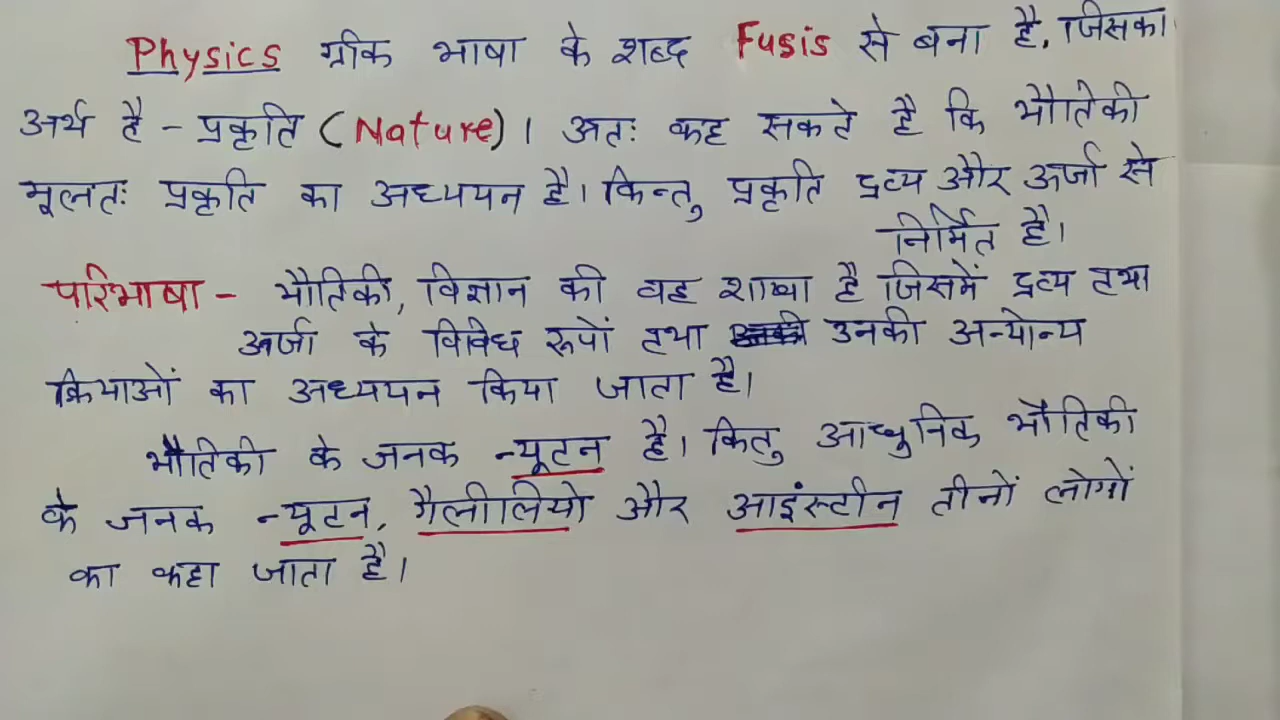 Physics ग्रीक भाषा के शब्द Fusis से बना है, जिसका
अर्थ है - प्रकृति (Nature)। अतः कह सकते है कि भौतिकी
मूलतः प्रकृति का अध्ययन है। किन्तु प्रकृति द्रव्य और ऊर्जा से
निर्मित है।
परिभाषा - भौतिकी, विज्ञान की वह शाखा है जिसमें द्रव्य तथा
ऊर्जा के विविध रूपों तथा उनकी अन्योन्य
क्रियाओं का अध्ययन किया जाता है।
भौतिकी के जनक न्यूटन है। किंतु आधुनिक भौतिकी
के जनक न्यूटन, गैलीलियो और आइंस्टीन तीनों लोगों
का कहा जाता है।